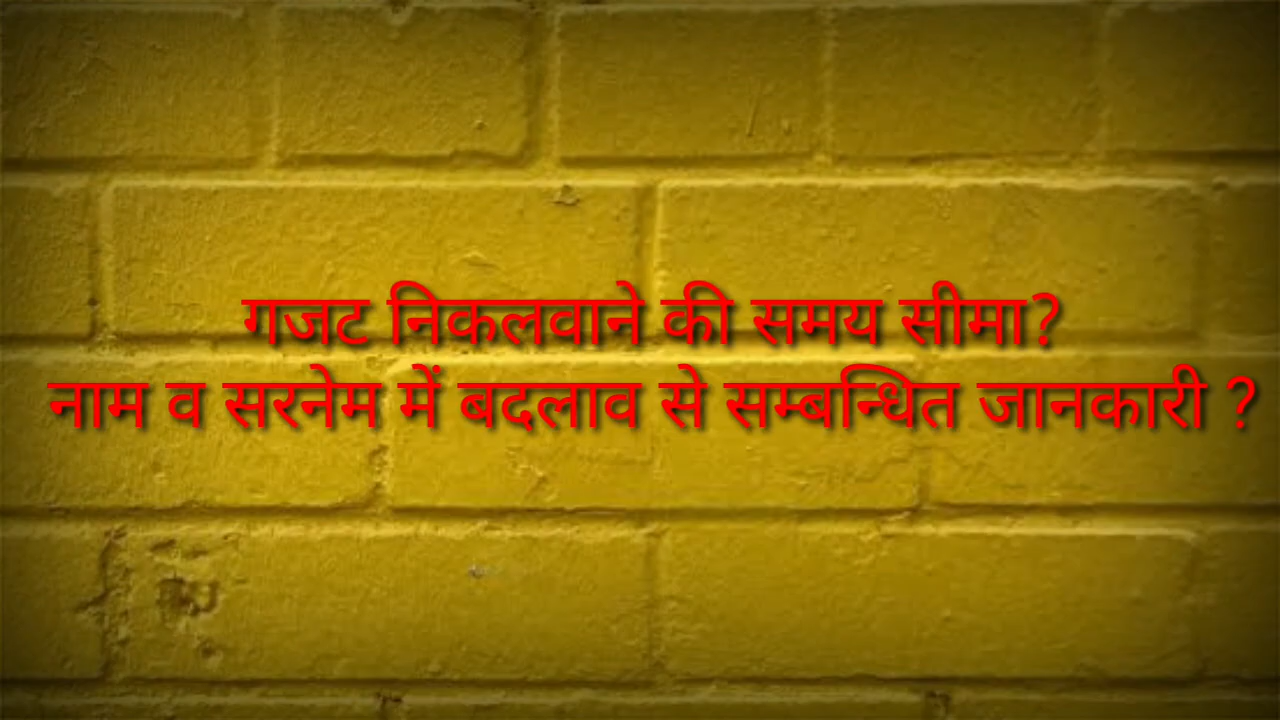 गजट निकलवाने की समय सीमा?
नाम व सरनेम में बदलाव से सम्बन्धित जानकारी ?